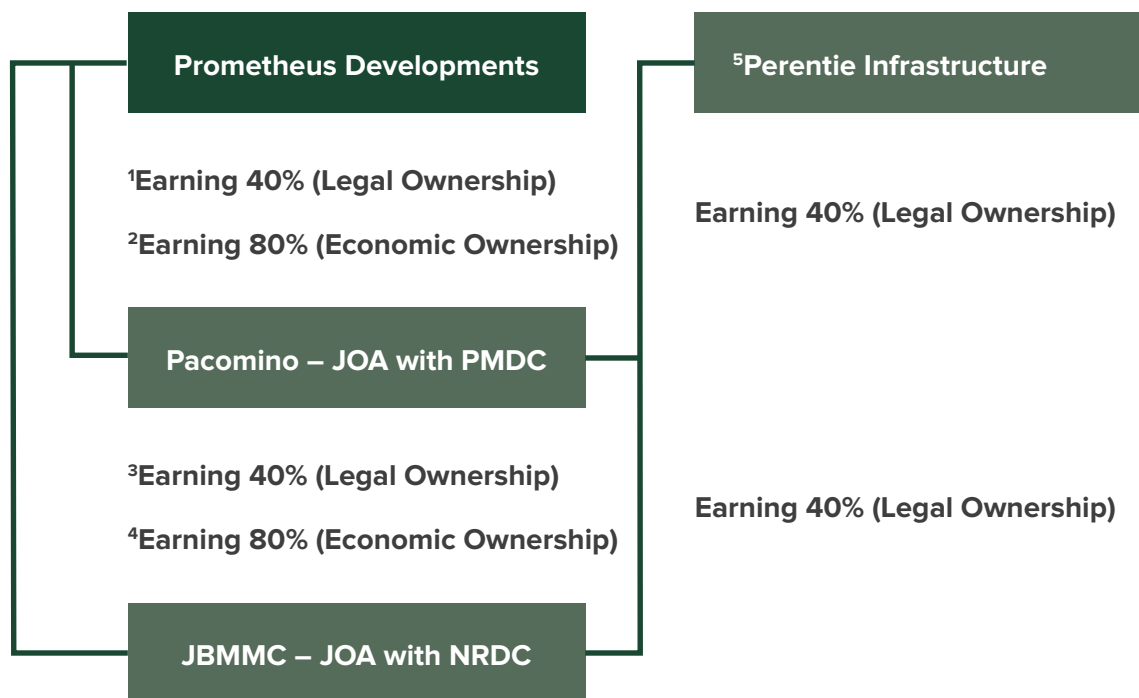 Prometheus Developments
⁵Perentie Infrastructure
¹Earning 40% (Legal Ownership)
²Earning 80% (Economic Ownership)
Earning 40% (Legal Ownership)
Pacomino – JOA with PMDC
³Earning 40% (Legal Ownership)
⁴Earning 80% (Economic Ownership)
Earning 40% (Legal Ownership)
JBMMC – JOA with NRDC